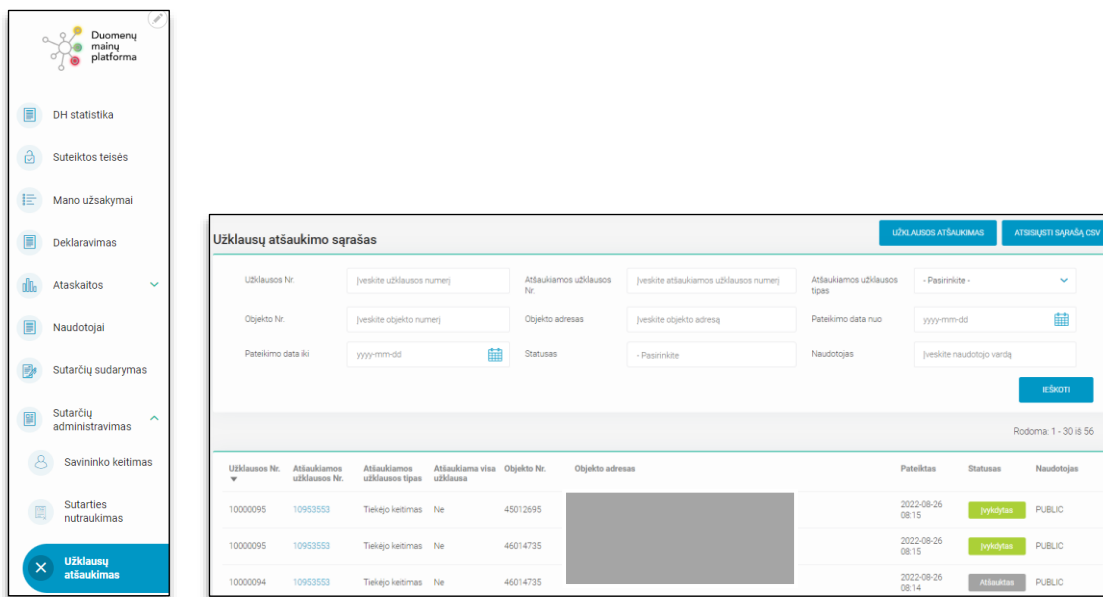 Duomenų
mainų
platforma
DH statistika
Suteiktos teisės
Mano užsakymai
Deklaravimas
Ataskaitos
Naudotojai
Sutarčių sudarymas
Sutarčių
administravimas
Savininko keitimas
Sutarties
nutraukimas
Užklausų
atšaukimas
Užklausų atšaukimo sąrašas
UŽKLAUSOS ATŠAUKIMAS
ATSISIŲSTI SĄRAŠĄ CSV
Užklausos Nr.
Įveskite užklausos numerį
Atšaukiamos užklausos
Nr.
Įveskite atšaukiamos užklausos numerį
Atšaukiamos užklausos
tipas
- Pasirinkite -
Objekto Nr.
Įveskite objekto numerį
Objekto adresas
Įveskite objekto adresą
Pateikimo data nuo
yyyy-mm-dd
Pateikimo data iki
yyyy-mm-dd
Statusas
- Pasirinkite
Naudotojas
Įveskite naudotojo vardą
IEŠKOTI
Rodoma: 1 - 30 iš 56
Užklausos Nr. Atšaukiamos užklausos Nr. Atšaukiamos užklausos tipas Atšaukiama visa užklausa Objekto Nr. Objekto adresas Pateiktas Statusas Naudotojas
10000095 10953553 Tiekėjo keitimas Ne 45012695 2022-08-26 08:15 Įvykdytas PUBLIC
10000095 10953553 Tiekėjo keitimas Ne 46014735 2022-08-26 08:15 Įvykdytas PUBLIC
10000094 10953553 Tiekėjo keitimas Ne 46014735 2022-08-26 08:14 Atšauktas PUBLIC